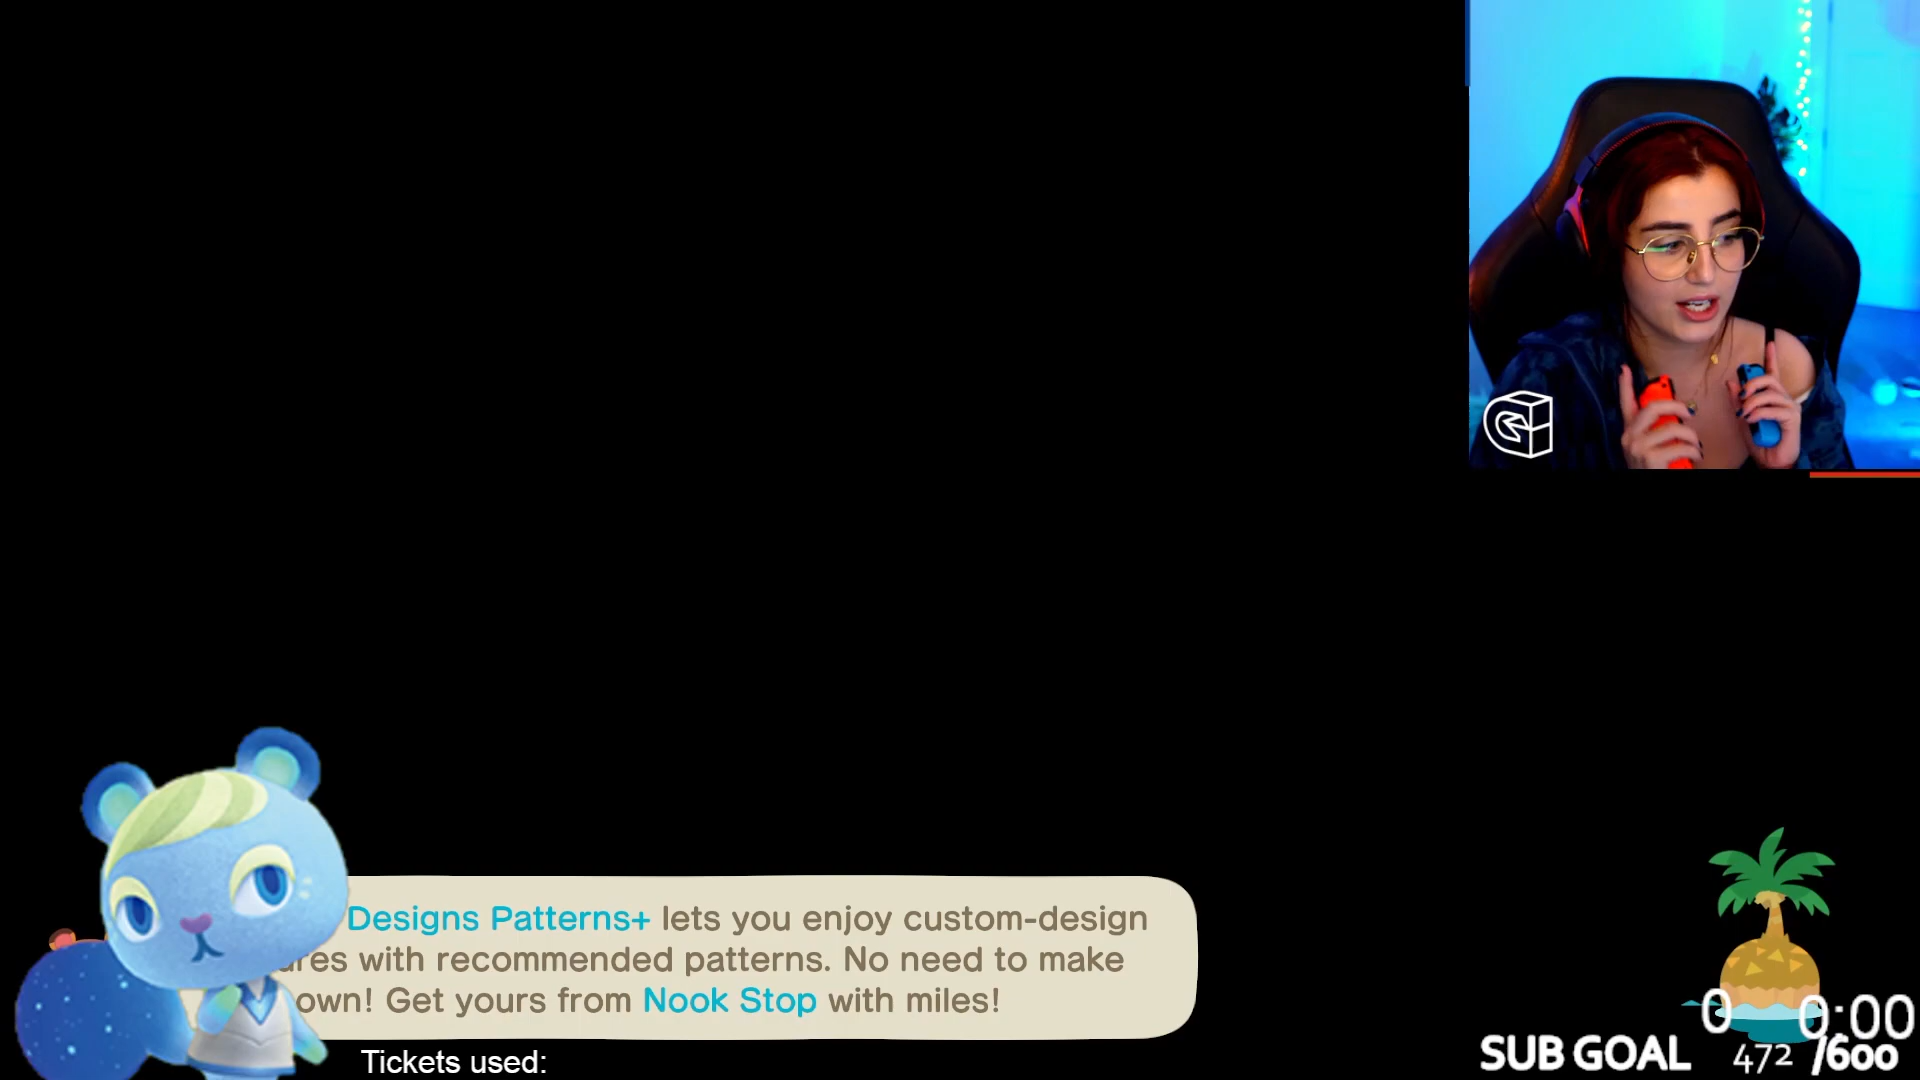 Designs Patterns+ lets you enjoy custom-design
with recommended patterns. No need to make
own! Get yours from Nook Stop with miles!
Tickets used:
0 0:00
SUB GOAL 472 /600